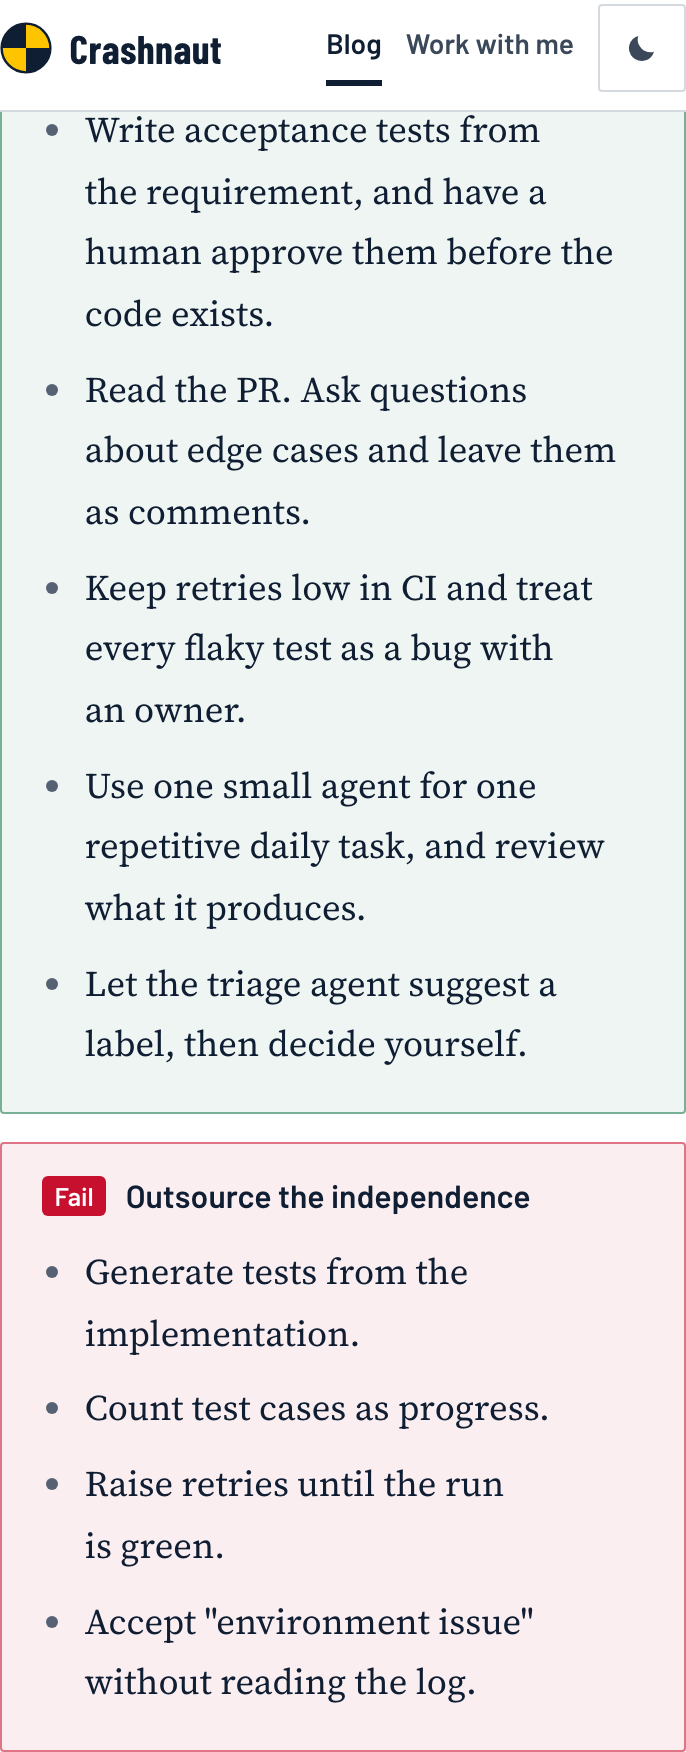 Crashnaut
Blog
Work with me
Write acceptance tests from
the requirement, and have a
human approve them before the
code exists.
Read the PR. Ask questions
about edge cases and leave them
as comments.
Keep retries low in CI and treat
every flaky test as a bug with
an owner.
Use one small agent for one
repetitive daily task, and review
what it produces.
Let the triage agent suggest a
label, then decide yourself.
Fail Outsource the independence
Generate tests from the
implementation.
Count test cases as progress.
Raise retries until the run
is green.
Accept "environment issue"
without reading the log.